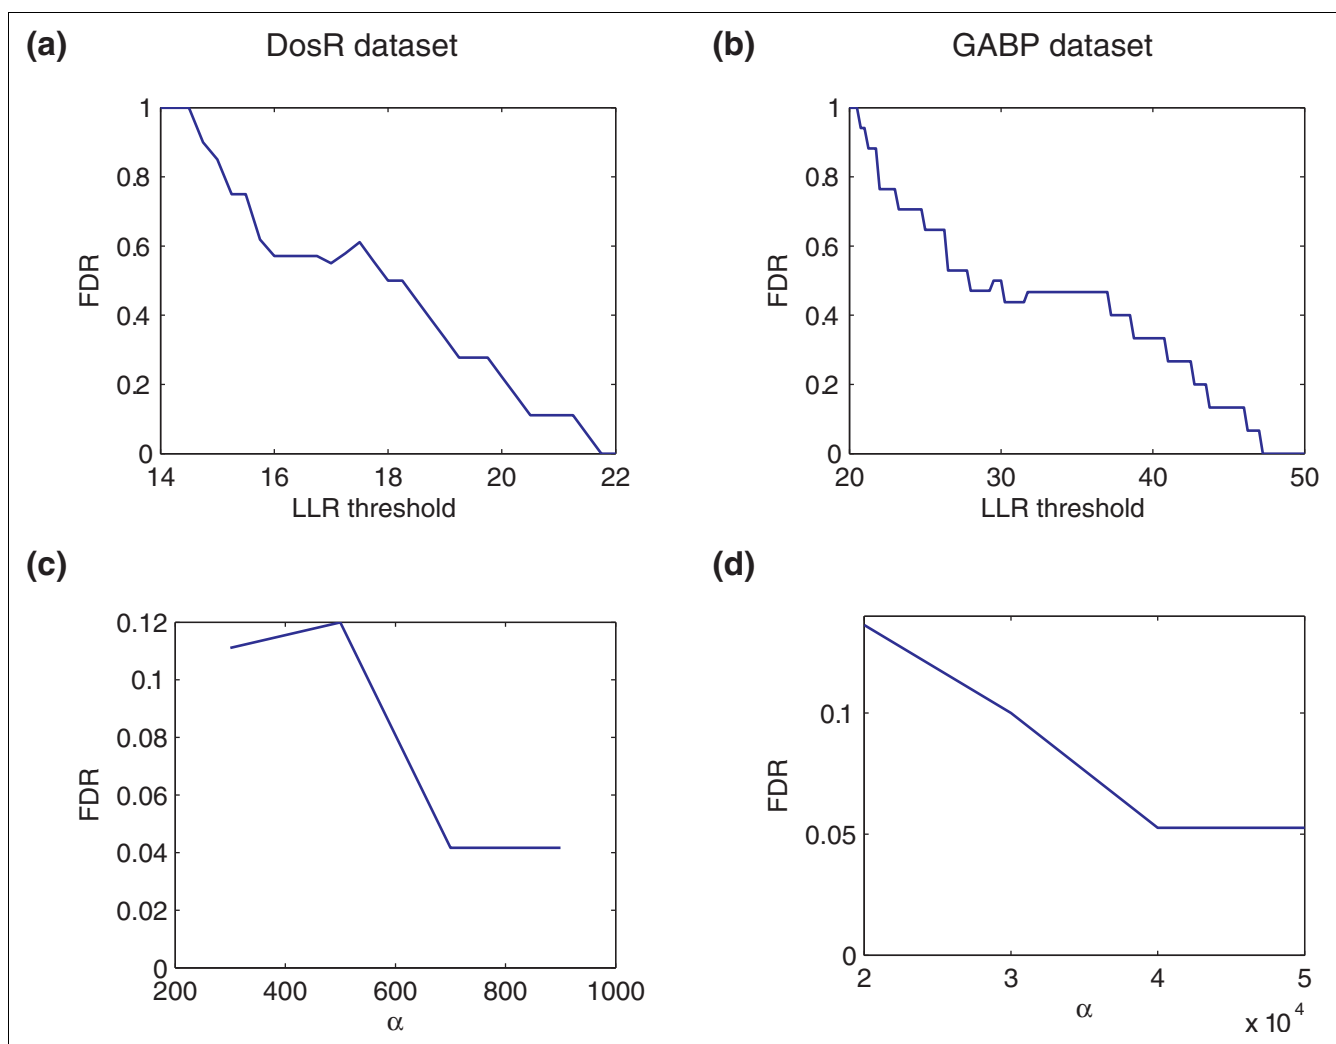 (a)
DosR dataset
1
0.8
0.6
0.4
0.2
0
FDR
14
16
18
20
22
LLR threshold
(b)
GABP dataset
1
0.8
0.6
0.4
0.2
0
FDR
20
30
40
50
LLR threshold
(c)
0.12
0.1
0.08
0.06
0.04
0.02
0
FDR
200
400
600
800
1000
α
(d)
0.1
0.05
0
FDR
2
3
4
5
α
x 10⁴